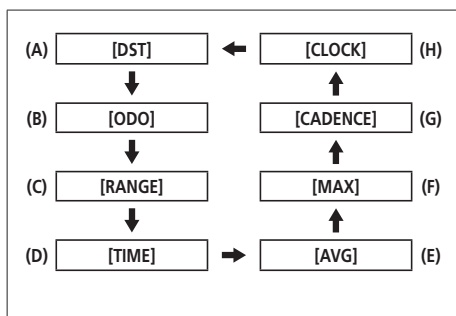 (A) [DST] [CLOCK] (H)
(B) [ODO] [CADENCE] (G)
(C) [RANGE] [MAX] (F)
(D) [TIME] [AVG] (E)